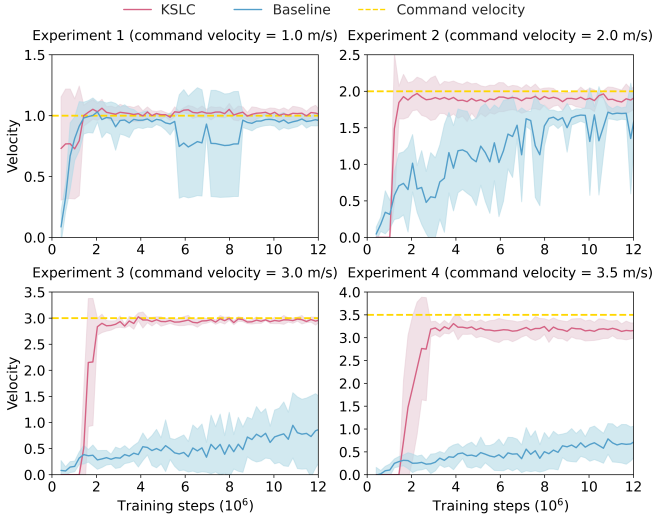 KSLC Baseline Command velocity
Experiment 1 (command velocity = 1.0 m/s) Experiment 2 (command velocity = 2.0 m/s)
1.5
1.0
0.5
0.0
Velocity
0 2 4 6 8 10 12
2.5
2.0
1.5
1.0
0.5
0.0
0 2 4 6 8 10 12
Experiment 3 (command velocity = 3.0 m/s) Experiment 4 (command velocity = 3.5 m/s)
3.5
3.0
2.5
2.0
1.5
1.0
0.5
0.0
Velocity
0 2 4 6 8 10 12
Training steps (10⁶)
4.0
3.5
3.0
2.5
2.0
1.5
1.0
0.5
0.0
0 2 4 6 8 10 12
Training steps (10⁶)